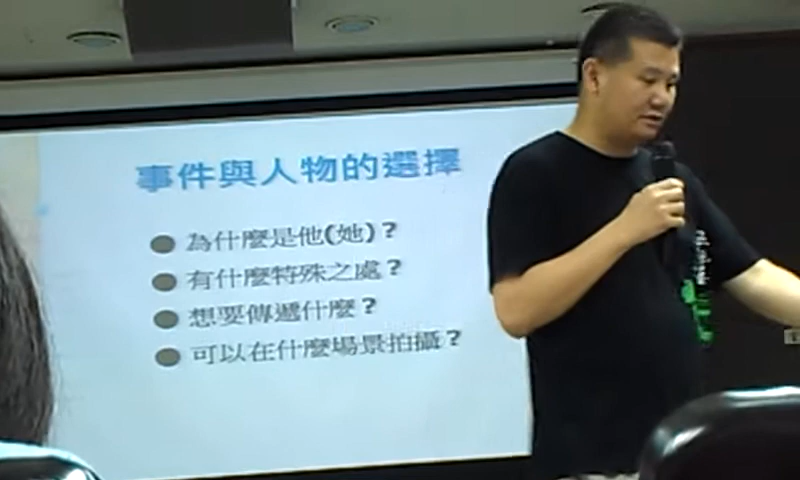 事件與人物的選擇
為什麼是他(她)？
有什麼特殊之處？
想要傳遞什麼？
可以在什麼場景拍攝？